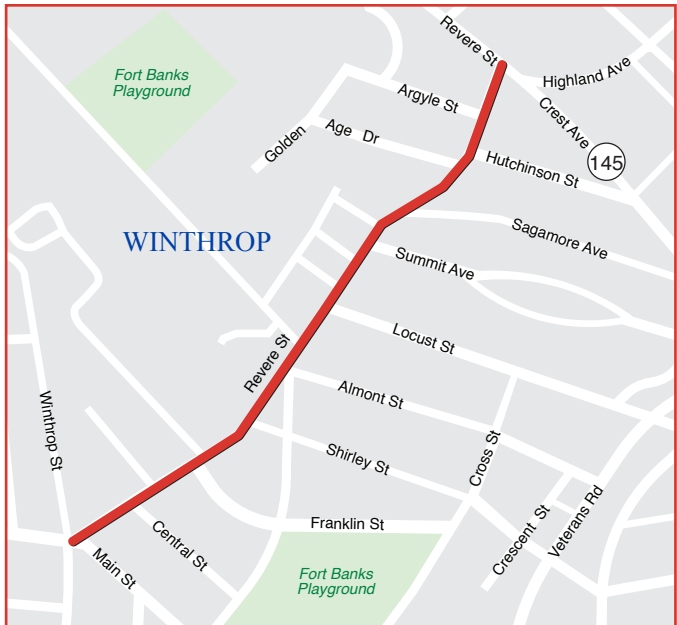 Revere St
Fort Banks
Playground
Highland Ave
Argyle St
Crest Ave
Golden
Age Dr
145
Hutchinson St
WINTHROP
Sagamore Ave
Summit Ave
Locust St
Revere St
Almont St
Winthrop St
Shirley St
Cross St
Crescent St
Veterans Rd
Franklin St
Central St
Main St
Fort Banks
Playground